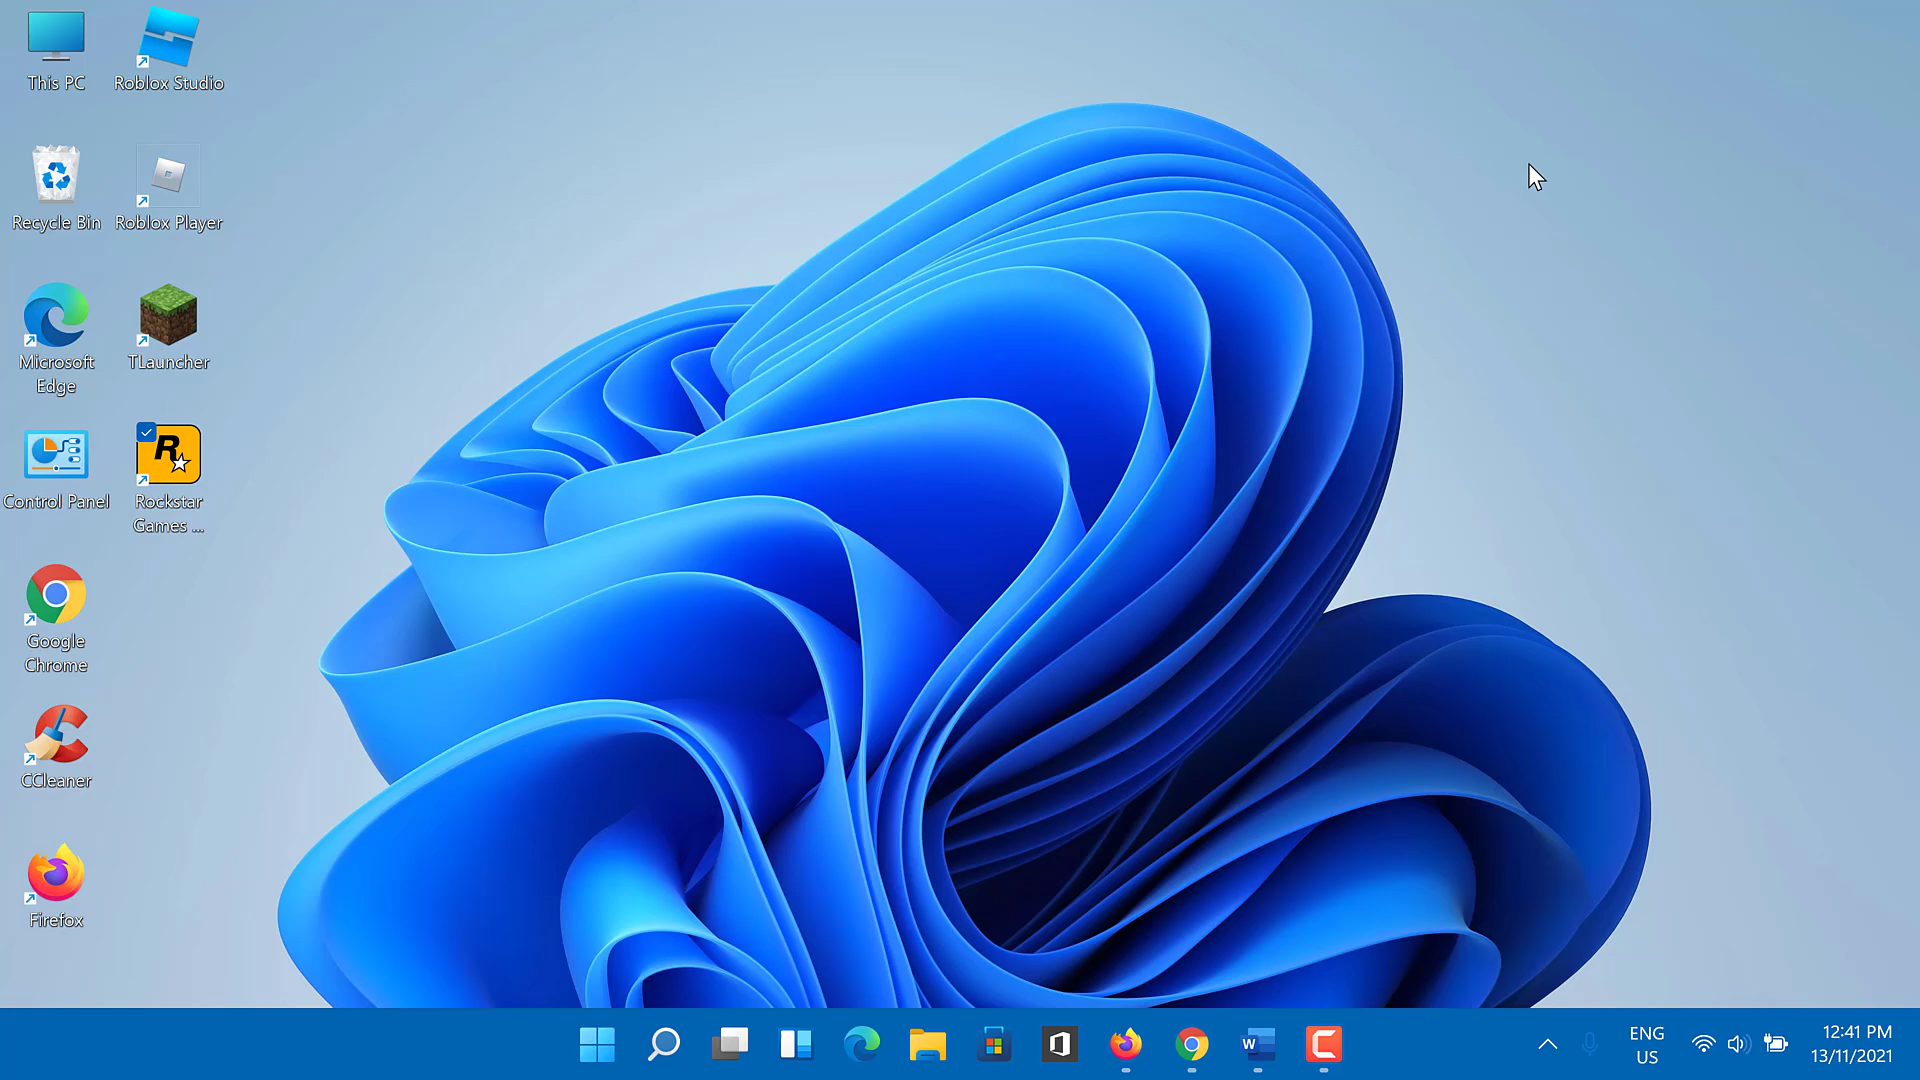 This PC
Roblox Studio
Recycle Bin
Roblox Player
Microsoft
Edge
TLauncher
Control Panel
R
Rockstar
Games ...
Google
Chrome
CCleaner
Firefox
W
ENG
US
12:41 PM
13/11/2021